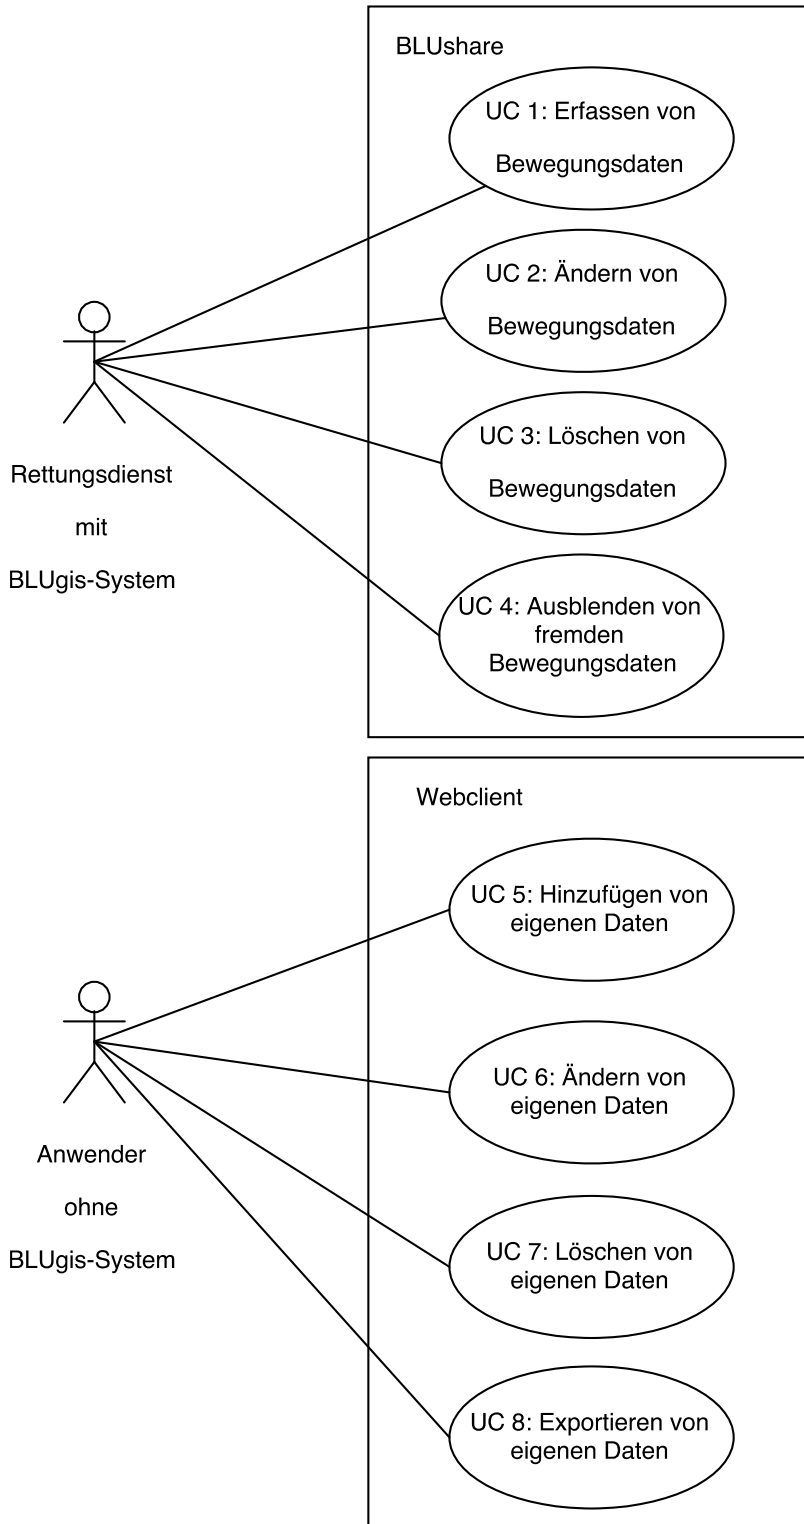 BLUshare
UC 1: Erfassen von
Bewegungsdaten
UC 2: Ändern von
Bewegungsdaten
UC 3: Löschen von
Bewegungsdaten
UC 4: Ausblenden von
fremden
Bewegungsdaten
Rettungsdienst
mit
BLUgis-System
Webclient
UC 5: Hinzufügen von
eigenen Daten
UC 6: Ändern von
eigenen Daten
UC 7: Löschen von
eigenen Daten
UC 8: Exportieren von
eigenen Daten
Anwender
ohne
BLUgis-System